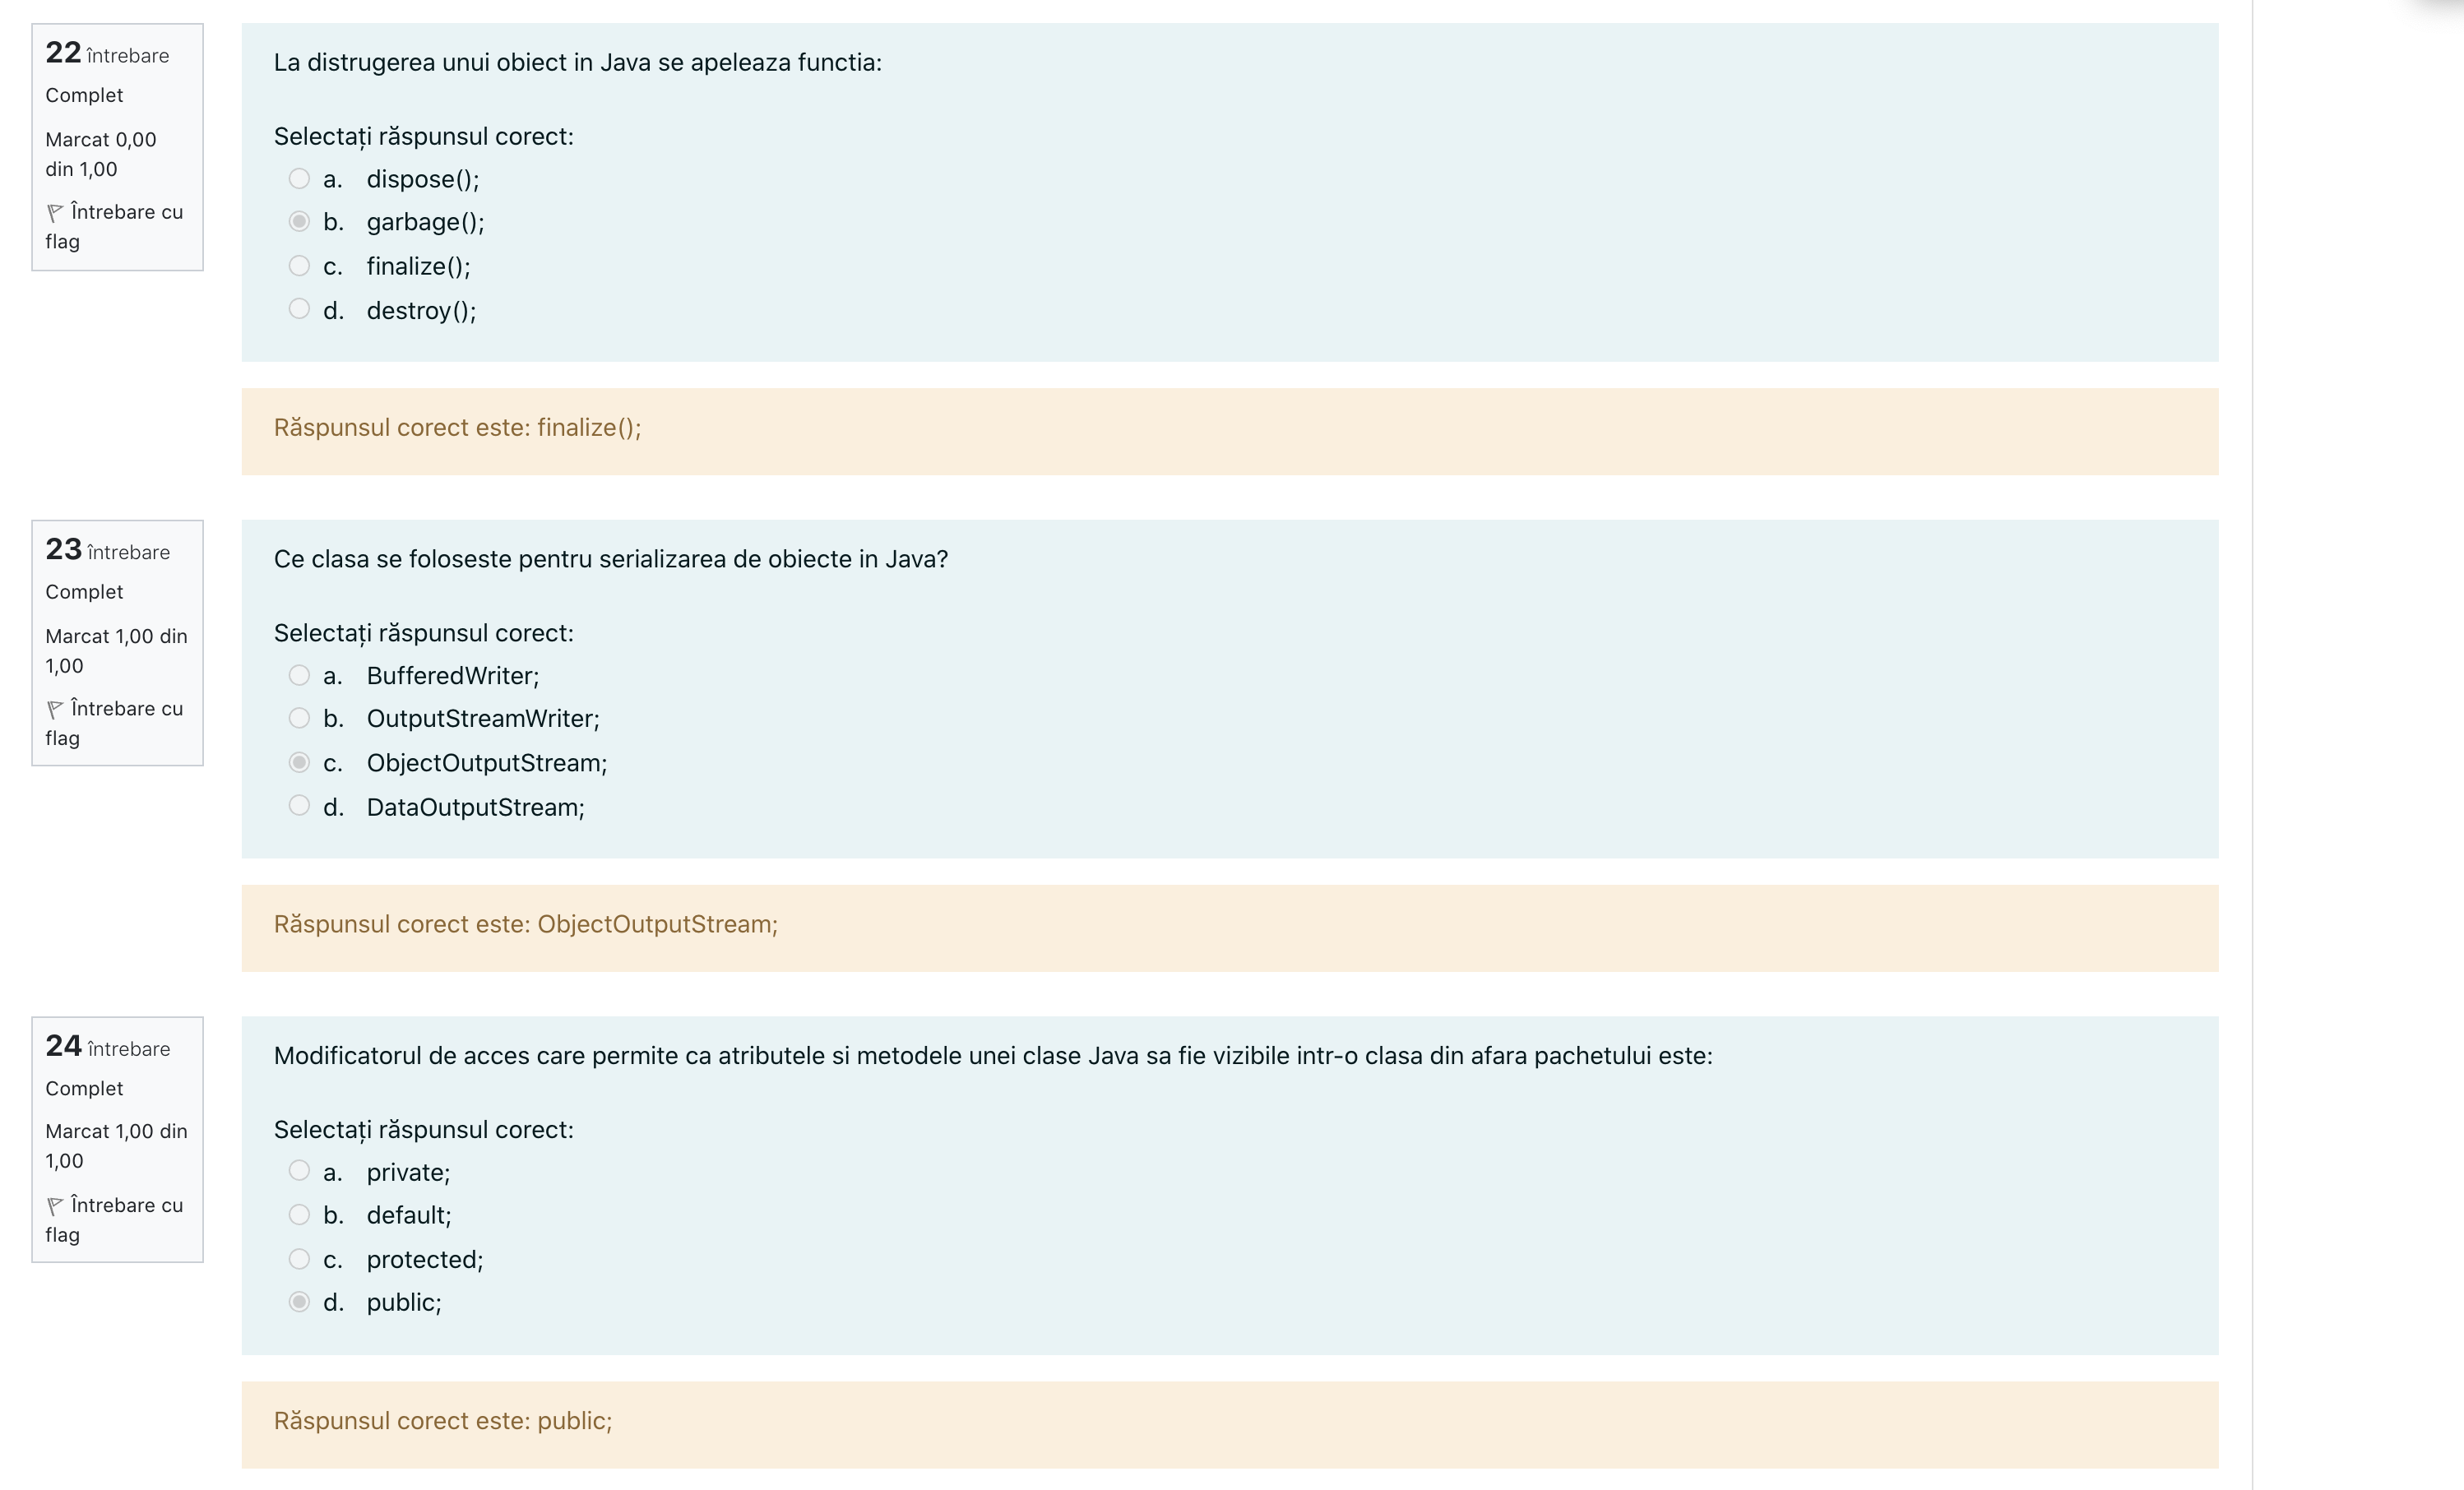 22 întrebare
Complet
Marcat 0,00
din 1,00
Întrebare cu
flag
La distrugerea unui obiect in Java se apeleaza functia:
Selectați răspunsul corect:
a. dispose();
b. garbage();
c. finalize();
d. destroy();
Răspunsul corect este: finalize();
23 întrebare
Complet
Marcat 1,00 din
1,00
Întrebare cu
flag
Ce clasa se foloseste pentru serializarea de obiecte in Java?
Selectați răspunsul corect:
a. BufferedWriter;
b. OutputStreamWriter;
c. ObjectOutputStream;
d. DataOutputStream;
Răspunsul corect este: ObjectOutputStream;
24 întrebare
Complet
Marcat 1,00 din
1,00
Întrebare cu
flag
Modificatorul de acces care permite ca atributele si metodele unei clase Java sa fie vizibile intr-o clasa din afara pachetului este:
Selectați răspunsul corect:
a. private;
b. default;
c. protected;
d. public;
Răspunsul corect este: public;